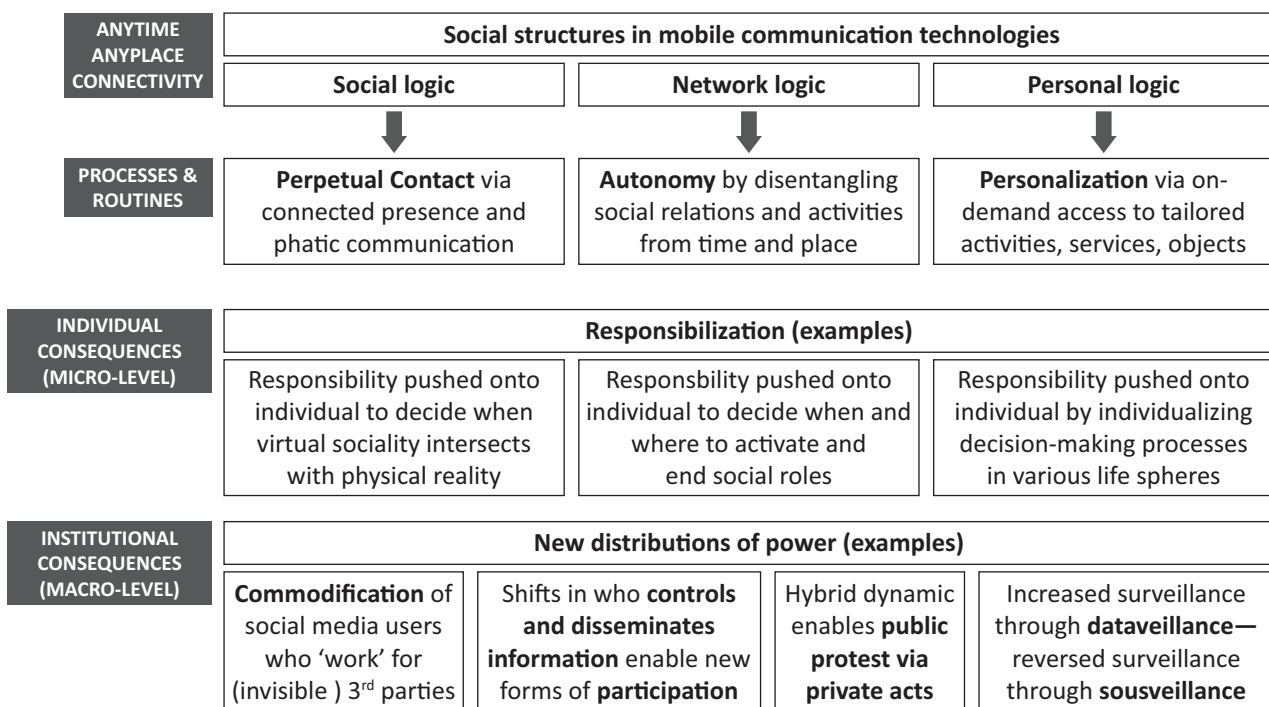 ANYTIME
ANYPLACE
CONNECTIVITY
Social structures in mobile communication technologies
Social logic
Network logic
Personal logic
PROCESSES &
ROUTINES
Perpetual Contact via
connected presence and
phatic communication
Autonomy by disentangling
social relations and activities
from time and place
Personalization via on-
demand access to tailored
activities, services, objects
INDIVIDUAL
CONSEQUENCES
(MICRO-LEVEL)
Responsibilization (examples)
Responsibility pushed onto
individual to decide when
virtual sociality intersects
with physical reality
Responsbility pushed onto
individual to decide when and
where to activate and
end social roles
Responsibility pushed onto
individual by individualizing
decision-making processes
in various life spheres
INSTITUTIONAL
CONSEQUENCES
(MACRO-LEVEL)
New distributions of power (examples)
Commodification of
social media users
who ‘work’ for
(invisible ) 3rd parties
Shifts in who controls
and disseminates
information enable new
forms of participation
Hybrid dynamic
enables public
protest via
private acts
Increased surveillance
through dataveillance—
reversed surveillance
through sousveillance